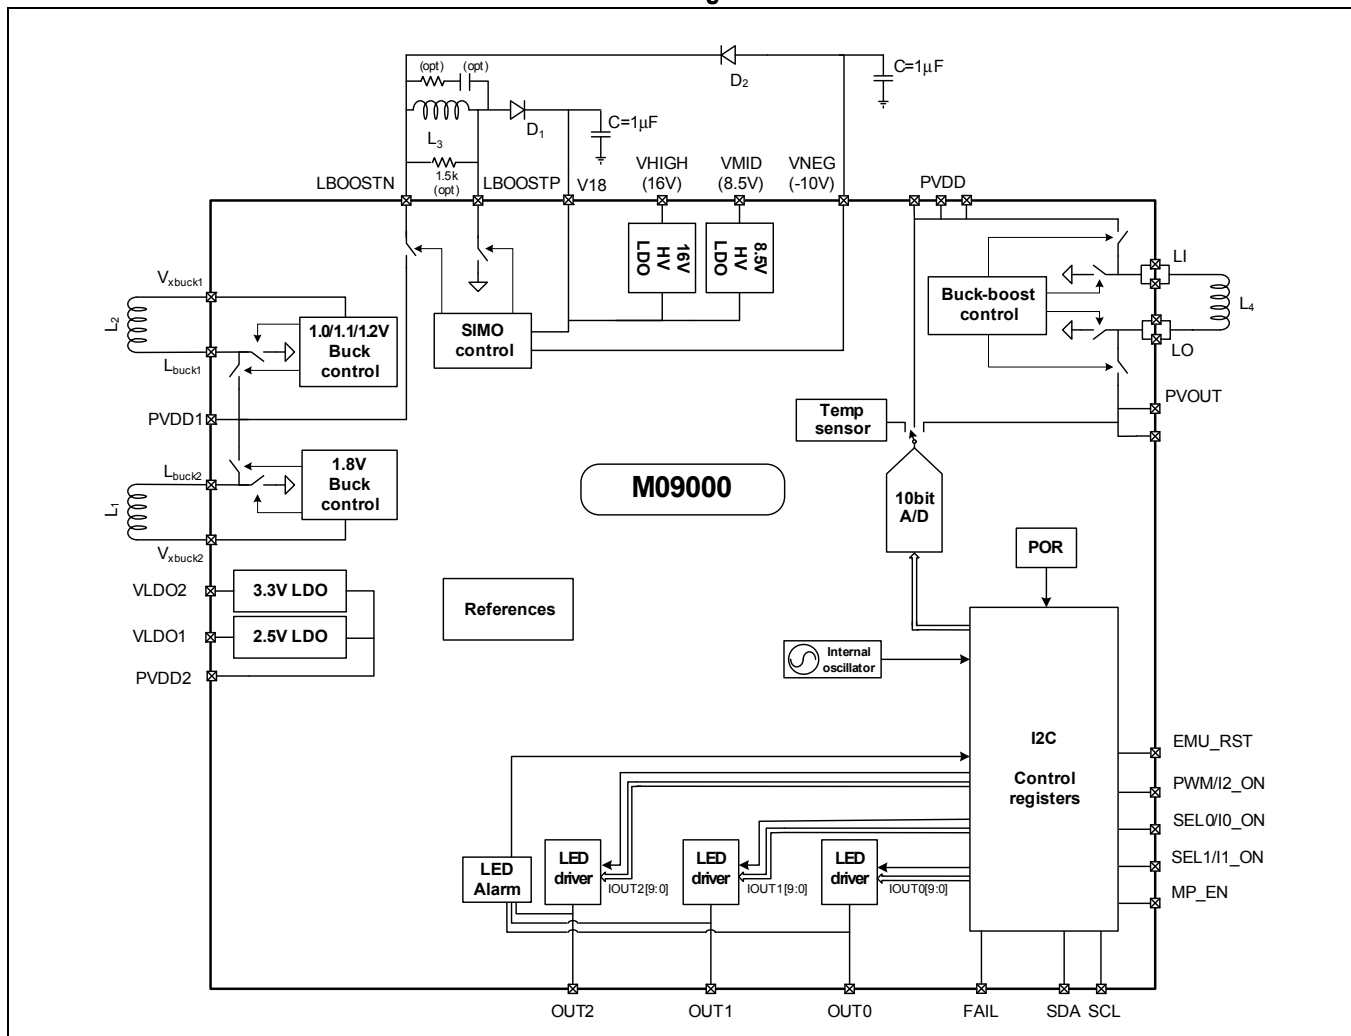 (opt)
(opt)
D2
C=1µF
L3
D1
C=1µF
1.5k
(opt)
LBOOSTN
LBOOSTP
V18
VHIGH
(16V)
VMID
(8.5V)
VNEG
(-10V)
PVDD
16V
HV
LDO
8.5V
HV
LDO
Vxbuck1
L2
1.0/1.1/1.2V
Buck
control
Lbuck1
SIMO
control
Buck-boost
control
LI
L4
LO
PVDD1
PVOUT
Temp
sensor
Lbuck2
L1
1.8V
Buck
control
Vxbuck2
M09000
10bit
A/D
POR
VLDO2
3.3V LDO
VLDO1
2.5V LDO
PVDD2
References
Internal
oscillator
I2C
Control
registers
EMU_RST
PWM/I2_ON
SEL0/I0_ON
SEL1/I1_ON
MP_EN
LED
Alarm
LED
driver
IOUT2[9:0]
LED
driver
IOUT1[9:0]
LED
driver
IOUT0[9:0]
OUT2
OUT1
OUT0
FAIL
SDA
SCL